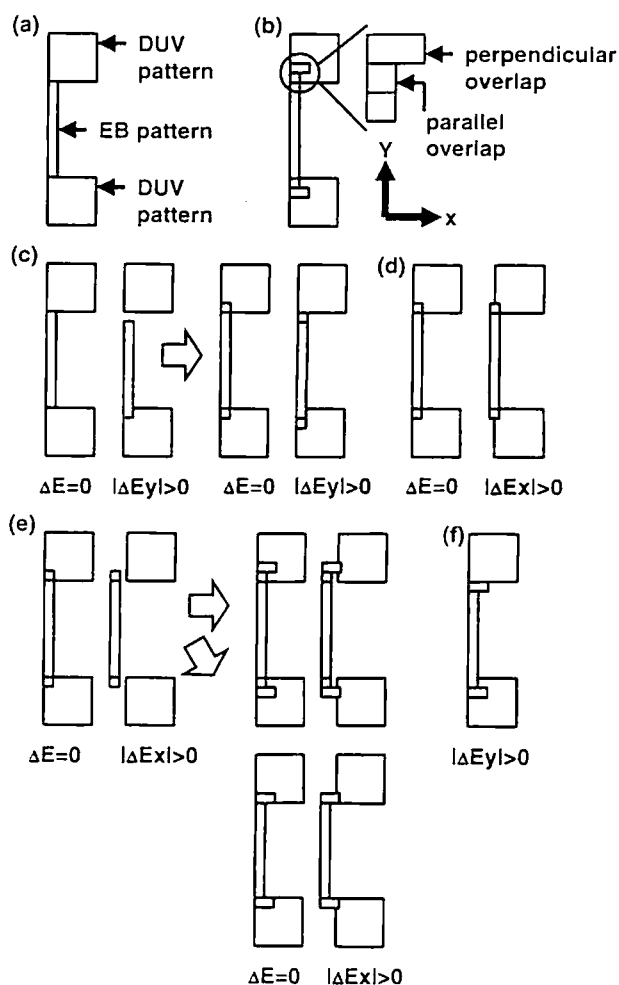 (a)
DUV
pattern
EB pattern
DUV
pattern
(b)
perpendicular
overlap
parallel
overlap
Y
x
(c)
ΔE=0 |ΔEy|>0 ΔE=0 |ΔEy|>0
(d)
ΔE=0 |ΔEx|>0
(e)
ΔE=0 |ΔEx|>0
(f)
|ΔEy|>0
ΔE=0 |ΔEx|>0